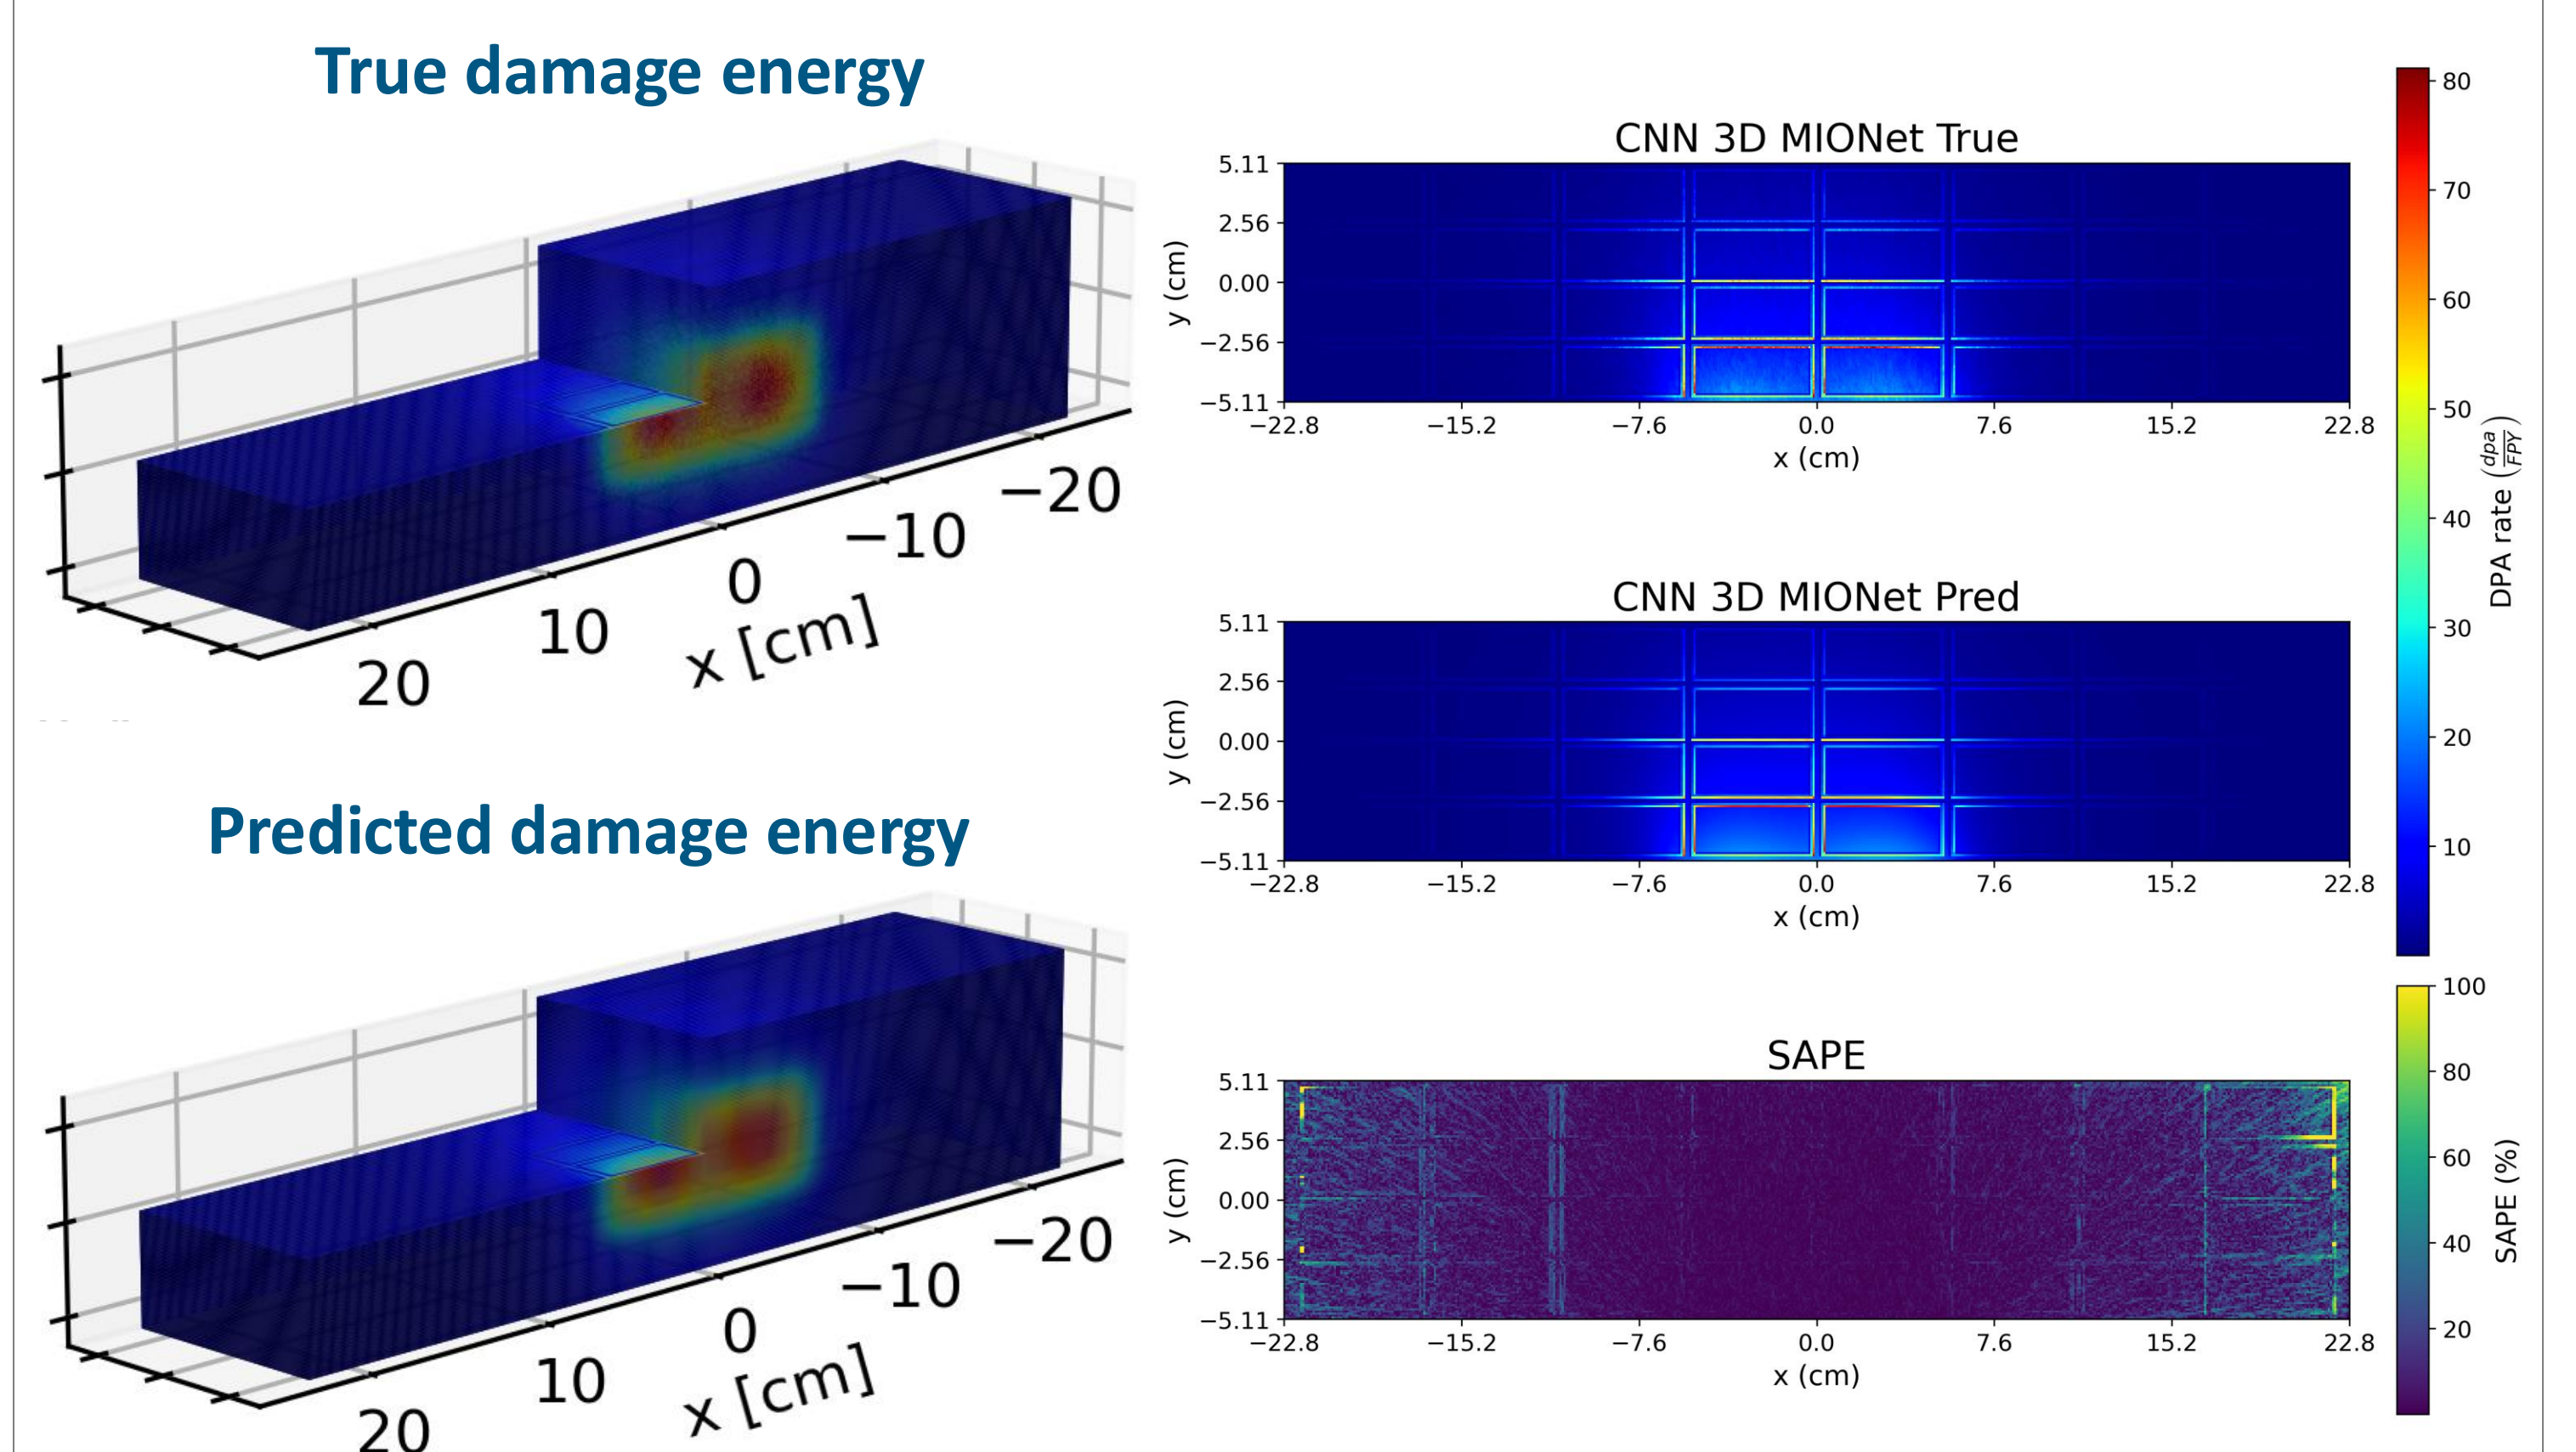 True damage energy
20
10
0
−10
−20
x [cm]
Predicted damage energy
20
10
0
−10
−20
x [cm]
CNN 3D MIONet True
5.11
2.56
0.00
−2.56
−5.11
y (cm)
−22.8 −15.2 −7.6 0.0 7.6 15.2 22.8
x (cm)
CNN 3D MIONet Pred
5.11
2.56
0.00
−2.56
−5.11
y (cm)
−22.8 −15.2 −7.6 0.0 7.6 15.2 22.8
x (cm)
SAPE
5.11
2.56
0.00
−2.56
−5.11
y (cm)
−22.8 −15.2 −7.6 0.0 7.6 15.2 22.8
x (cm)
80
70
60
50
40
30
20
10
DPA rate (dpa/FPY)
100
80
60
40
20
SAPE (%)